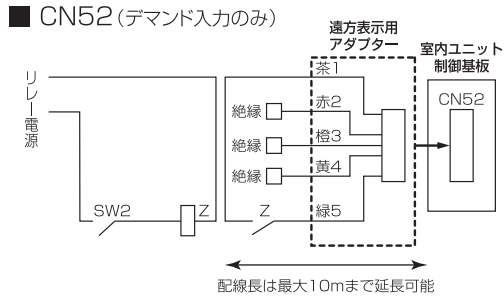 ■ CN52（デマンド入力のみ）
遠方表示用
アダプター
室内ユニット
制御基板
リレー電源
茶1
赤2
絶縁
橙3
絶縁
黄4
絶縁
緑5
CN52
SW2
Z
Z
配線長は最大10mまで延長可能